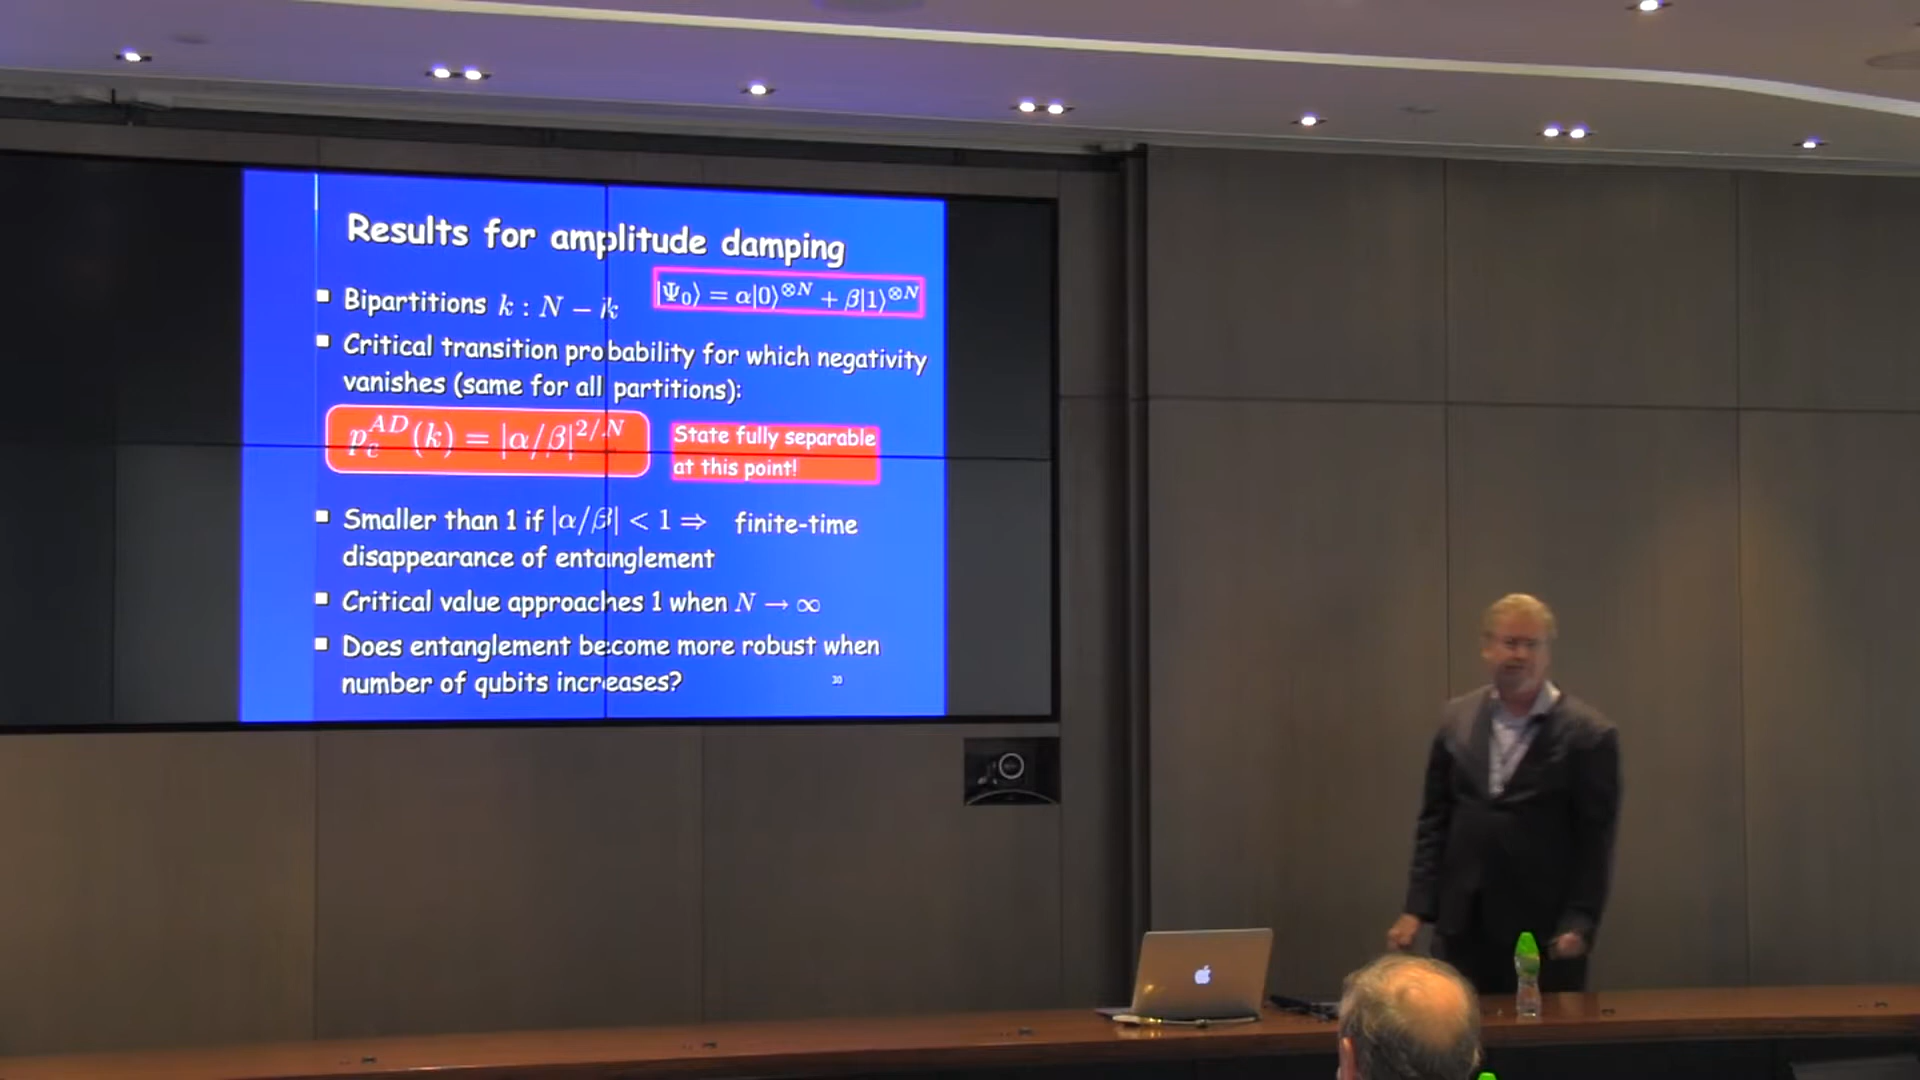 Results for amplitude damping
Bipartitions k : N − k
|Ψ₀⟩ = α|0⟩^⊗N + β|1⟩^⊗N
Critical transition probability for which negativity
vanishes (same for all partitions):
p_c^AD(k) = |α/β|^2/N
State fully separable
at this point!
Smaller than 1 if |α/β| < 1 ⇒ finite-time
disappearance of entanglement
Critical value approaches 1 when N → ∞
Does entanglement become more robust when
number of qubits increases?
30